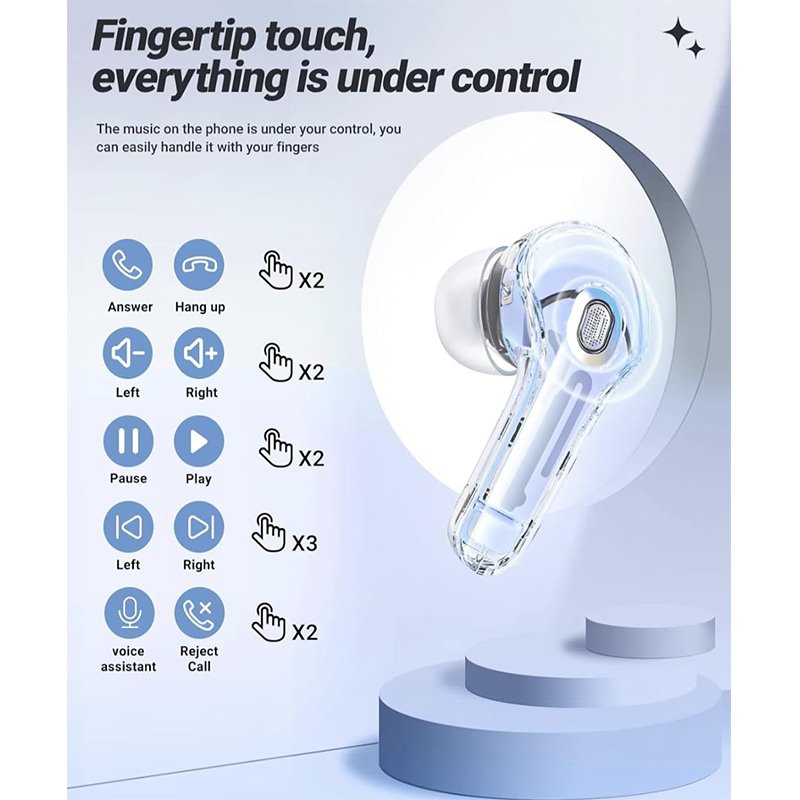 Fingertip touch,
everything is under control
The music on the phone is under your control, you
can easily handle it with your fingers
Answer Hang up X2
Left Right X2
Pause Play X2
Left Right X3
voice
assistant Reject
Call X2